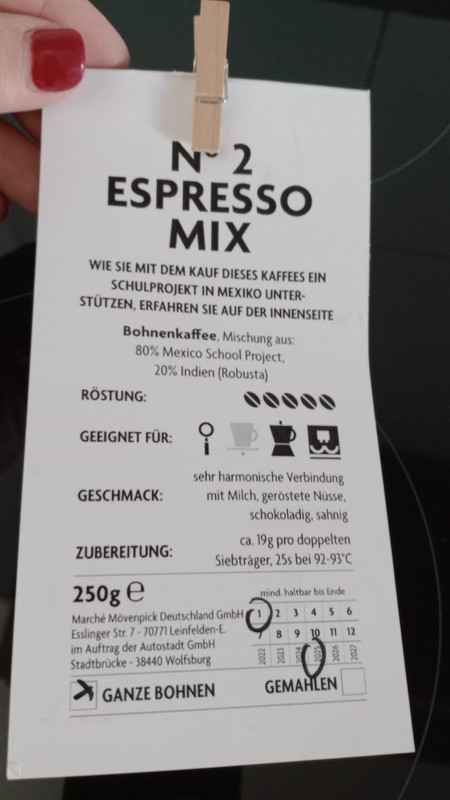 Nº 2
ESPRESSO
MIX
WIE SIE MIT DEM KAUF DIESES KAFFEES EIN
SCHULPROJEKT IN MEXIKO UNTER-
STÜTZEN, ERFAHREN SIE AUF DER INNENSEITE
Bohnenkaffee, Mischung aus:
80% Mexico School Project,
20% Indien (Robusta)
RÖSTUNG:
GEEIGNET FÜR:
GESCHMACK:
sehr harmonische Verbindung
mit Milch, geröstete Nüsse,
schokoladig, sahnig
ZUBEREITUNG:
ca. 19g pro doppelten
Siebträger, 25s bei 92-93°C
250g ℮
Marché Mövenpick Deutschland GmbH
Esslinger Str. 7 - 70771 Leinfelden-E.
im Auftrag der Autostadt GmbH
Stadtbrücke - 38440 Wolfsburg
mind. haltbar bis Ende
1 2 3 4 5 6
7 8 9 10 11 12
2022 2023 2024 2025 2026 2027
GANZE BOHNEN
GEMAHLEN